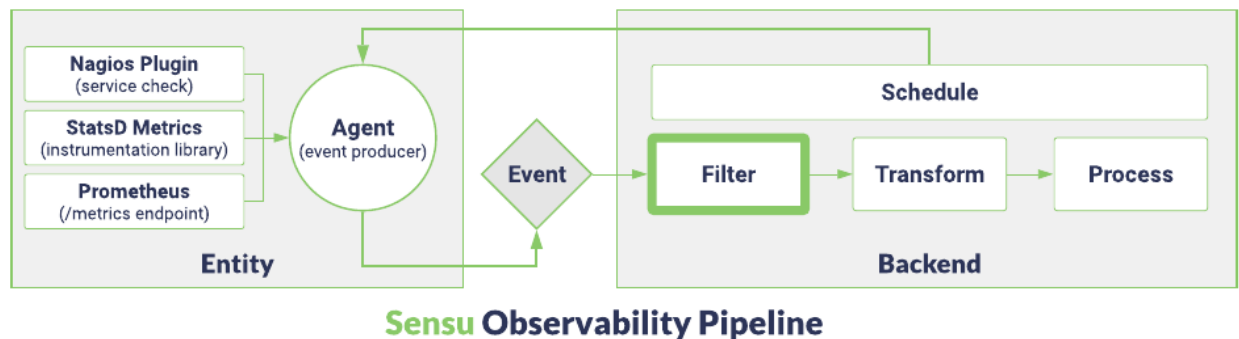 Nagios Plugin
(service check)
StatsD Metrics
(instrumentation library)
Prometheus
(/metrics endpoint)
Agent
(event producer)
Entity
Event
Schedule
Filter
Transform
Process
Backend
Sensu Observability Pipeline